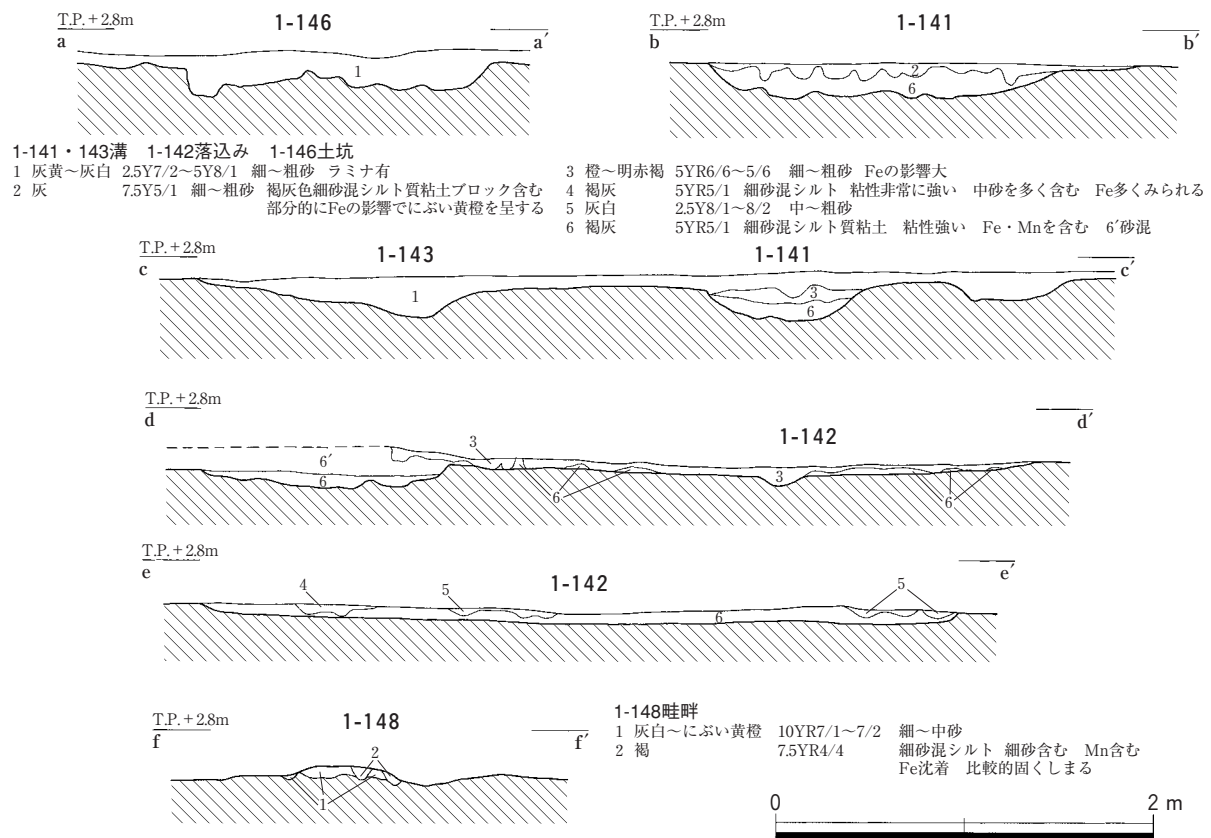 T.P.+2.8m
a
1-146
a′
1
T.P.+2.8m
b
1-141
b′
2
6
1-141・143溝 1-142落込み 1-146土坑
1 灰黄～灰白 2.5Y7/2～5Y8/1 細～粗砂 ラミナ有
2 灰 7.5Y5/1 細～粗砂 褐灰色細砂混シルト質粘土ブロック含む
部分的にFeの影響でにぶい黄橙を呈する
3 橙～明赤褐 5YR6/6～5/6 細～粗砂 Feの影響大
4 褐灰 5YR5/1 細砂混シルト 粘性非常に強い 中砂を多く含む Fe多くみられる
5 灰白 2.5Y8/1～8/2 中～粗砂
6 褐灰 5YR5/1 細砂混シルト質粘土 粘性強い Fe・Mnを含む 6′砂混
T.P.+2.8m
c
1-143
1-141
c′
1
3
6
T.P.+2.8m
d
1-142
d′
3
6′
6
6
3
6
T.P.+2.8m
e
1-142
e′
4
5
5
6
T.P.+2.8m
f
1-148
f′
2
1
1-148畦畔
1 灰白～にぶい黄橙 10YR7/1～7/2 細～中砂
2 褐 7.5YR4/4 細砂混シルト 細砂含む Mn含む
Fe沈着 比較的固くしまる
0 2 m